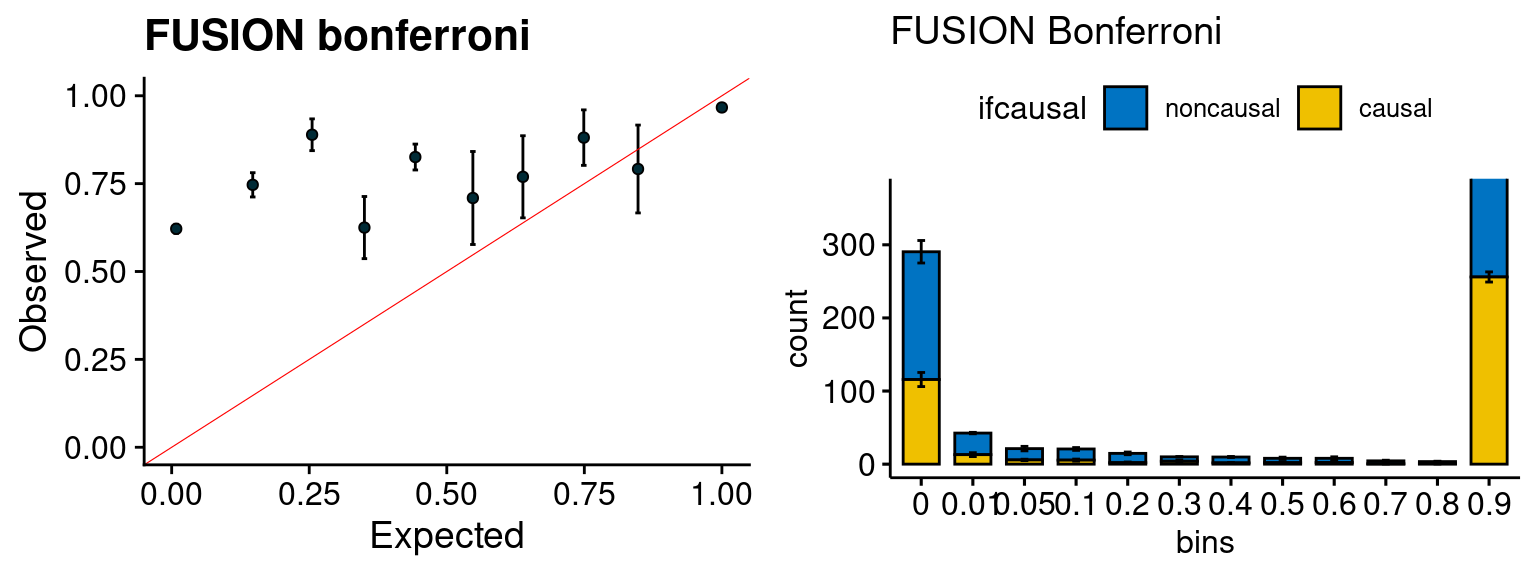 FUSION bonferroni
1.00
0.75
0.50
0.25
0.00
Observed
0.00 0.25 0.50 0.75 1.00
Expected
FUSION Bonferroni
ifcausal noncausal causal
300
200
100
0
count
0 0.01 0.05 0.1 0.2 0.3 0.4 0.5 0.6 0.7 0.8 0.9
bins